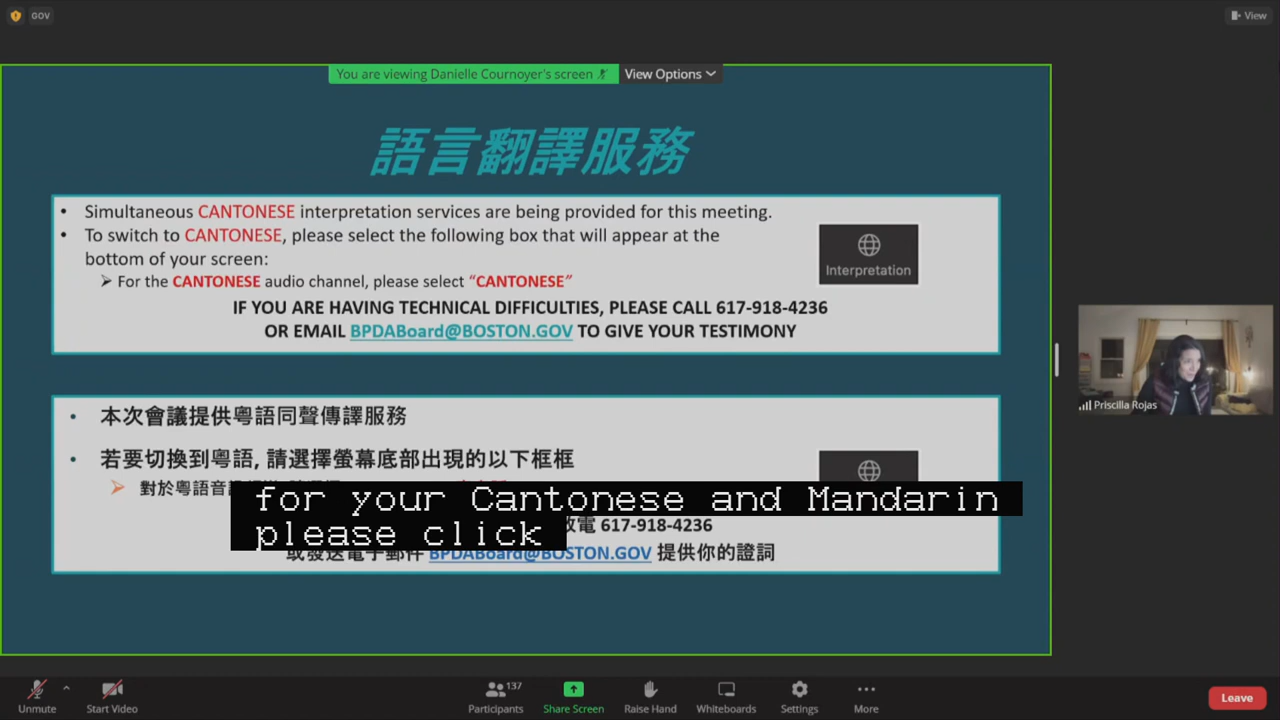 GOV
View
You are viewing Danielle Cournoyer's screen
View Options
語言翻譯服務
• Simultaneous CANTONESE interpretation services are being provided for this meeting.
• To switch to CANTONESE, please select the following box that will appear at the
bottom of your screen:
➢ For the CANTONESE audio channel, please select “CANTONESE”
Interpretation
IF YOU ARE HAVING TECHNICAL DIFFICULTIES, PLEASE CALL 617-918-4236
OR EMAIL BPDABoard@BOSTON.GOV TO GIVE YOUR TESTIMONY
Priscilla Rojas
• 本次會議提供粵語同聲傳譯服務
• 若要切換到粵語, 請選擇螢幕底部出現的以下框框
➢ 對於粵語音
for your Cantonese and Mandarin
please click
電 617-918-4236
或發送電子郵件 BPDABoard@BOSTON.GOV 提供你的證詞
Unmute
Start Video
137
Participants
Share Screen
Raise Hand
Whiteboards
Settings
More
Leave